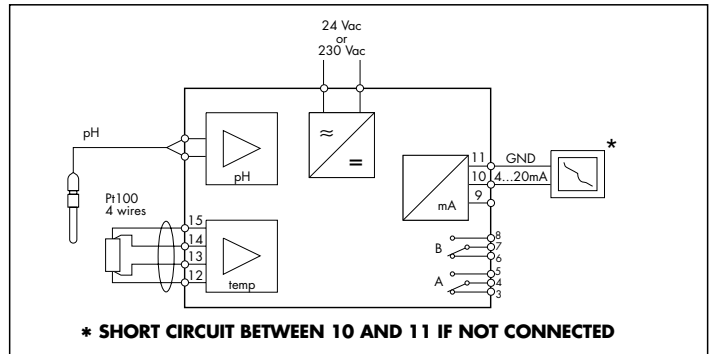 24 Vac
or
230 Vac
pH
pH
Pt100
4 wires
15
14
13
12
temp
≈
=
mA
11 GND
10 4...20mA
9
*
B
8
7
6
A
5
4
3
* SHORT CIRCUIT BETWEEN 10 AND 11 IF NOT CONNECTED